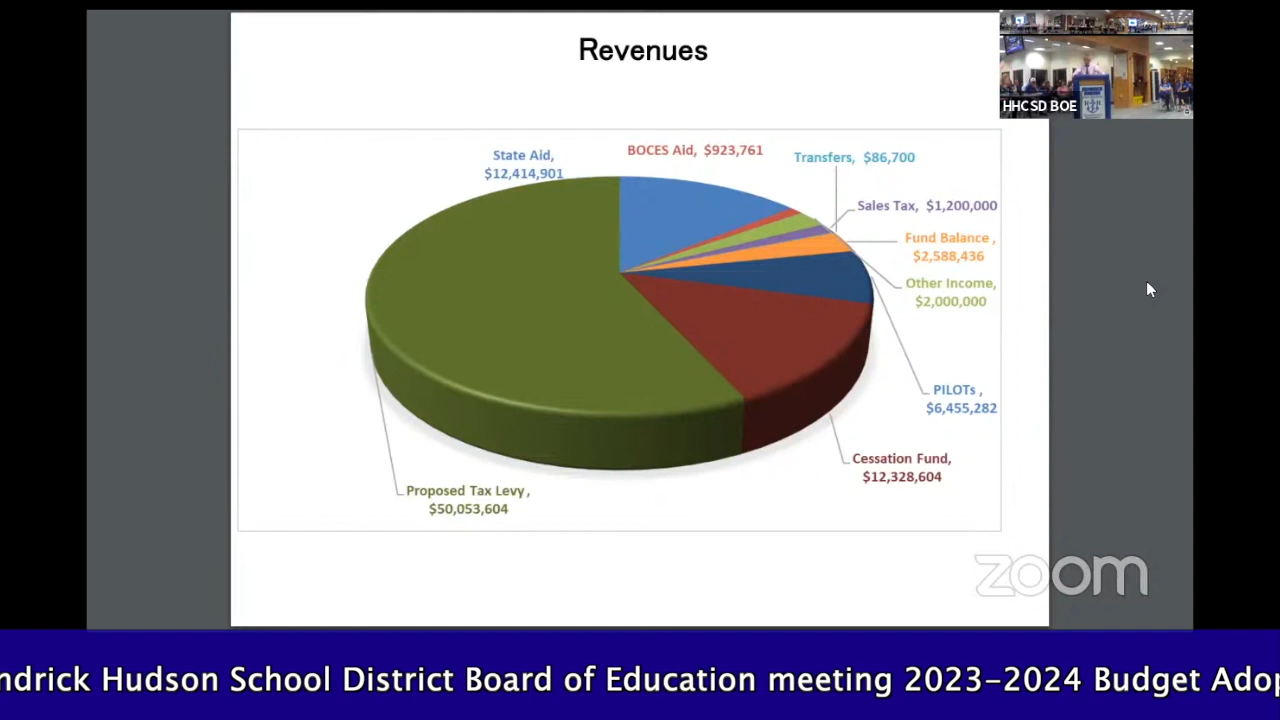 Revenues
HHCSD BOE
State Aid,
$12,414,901
BOCES Aid, $923,761
Transfers, $86,700
Sales Tax, $1,200,000
Fund Balance ,
$2,588,436
Other Income,
$2,000,000
PILOTs ,
$6,455,282
Cessation Fund,
$12,328,604
Proposed Tax Levy ,
$50,053,604
zoom
ndrick Hudson School District Board of Education meeting 2023-2024 Budget Adop